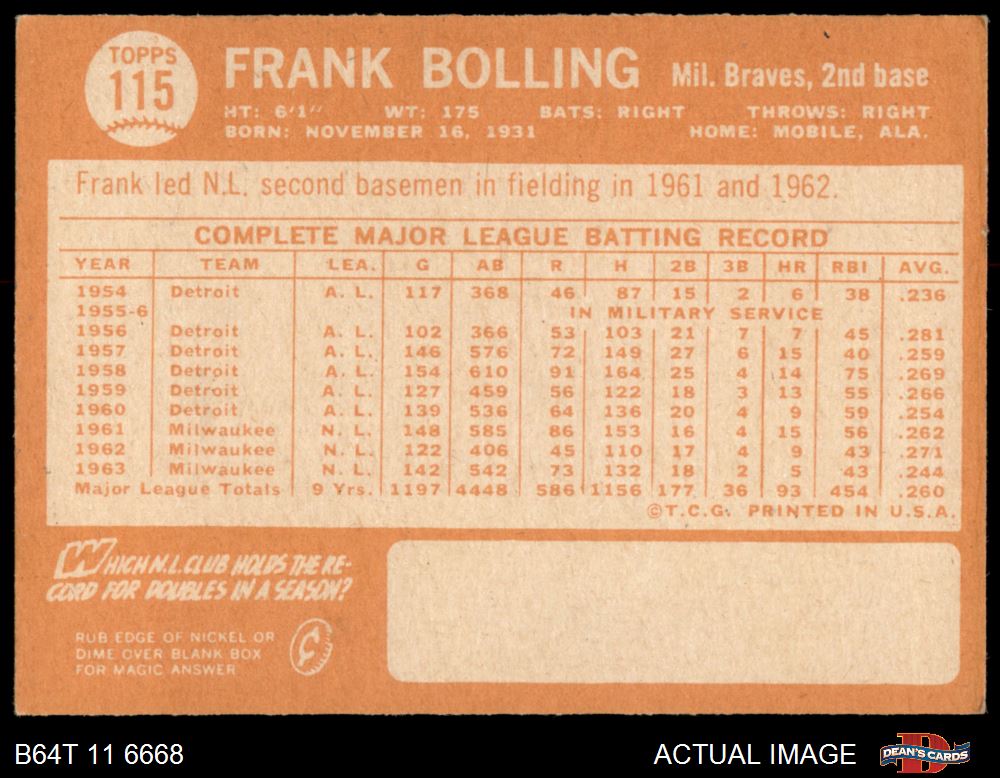 TOPPS
115
FRANK BOLLING Mil. Braves, 2nd base
HT: 6'1" WT: 175 BATS: RIGHT THROWS: RIGHT
BORN: NOVEMBER 16, 1931 HOME: MOBILE, ALA.
Frank led N.L. second basemen in fielding in 1961 and 1962.
COMPLETE MAJOR LEAGUE BATTING RECORD
YEAR TEAM LEA. G AB R H 2B 3B HR RBI AVG.
1954 Detroit A. L. 117 368 46 87 15 2 6 38 .236
1955-6 IN MILITARY SERVICE
1956 Detroit A. L. 102 366 53 103 21 7 7 45 .281
1957 Detroit A. L. 146 576 72 149 27 6 15 40 .259
1958 Detroit A. L. 154 610 91 164 25 4 14 75 .269
1959 Detroit A. L. 127 459 56 122 18 3 13 55 .266
1960 Detroit A. L. 139 536 64 136 20 4 9 59 .254
1961 Milwaukee N. L. 148 585 86 153 16 4 15 56 .262
1962 Milwaukee N. L. 122 406 45 110 17 4 9 43 .271
1963 Milwaukee N. L. 142 542 73 132 18 2 5 43 .244
Major League Totals 9 Yrs. 1197 4448 586 1156 177 36 93 454 .260
©T.C.G. PRINTED IN U.S.A.
WHICH N.L. CLUB HOLDS THE RE-
CORD FOR DOUBLES IN A SEASON?
RUB EDGE OF NICKEL OR
DIME OVER BLANK BOX
FOR MAGIC ANSWER
B64T 11 6668 ACTUAL IMAGE DEAN'S CARDS